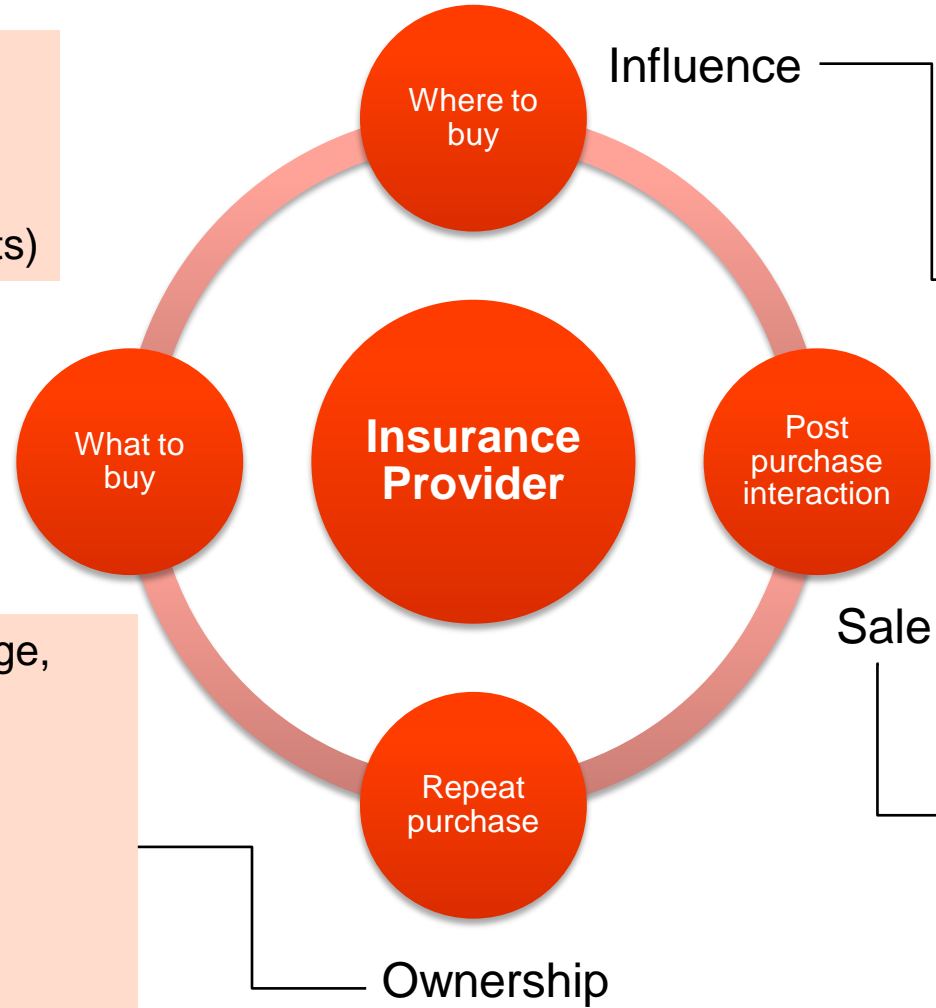 Where to
buy
Influence
ts)
What to
buy
Insurance
Provider
Post
purchase
interaction
ge,
Sale
Repeat
purchase
Ownership